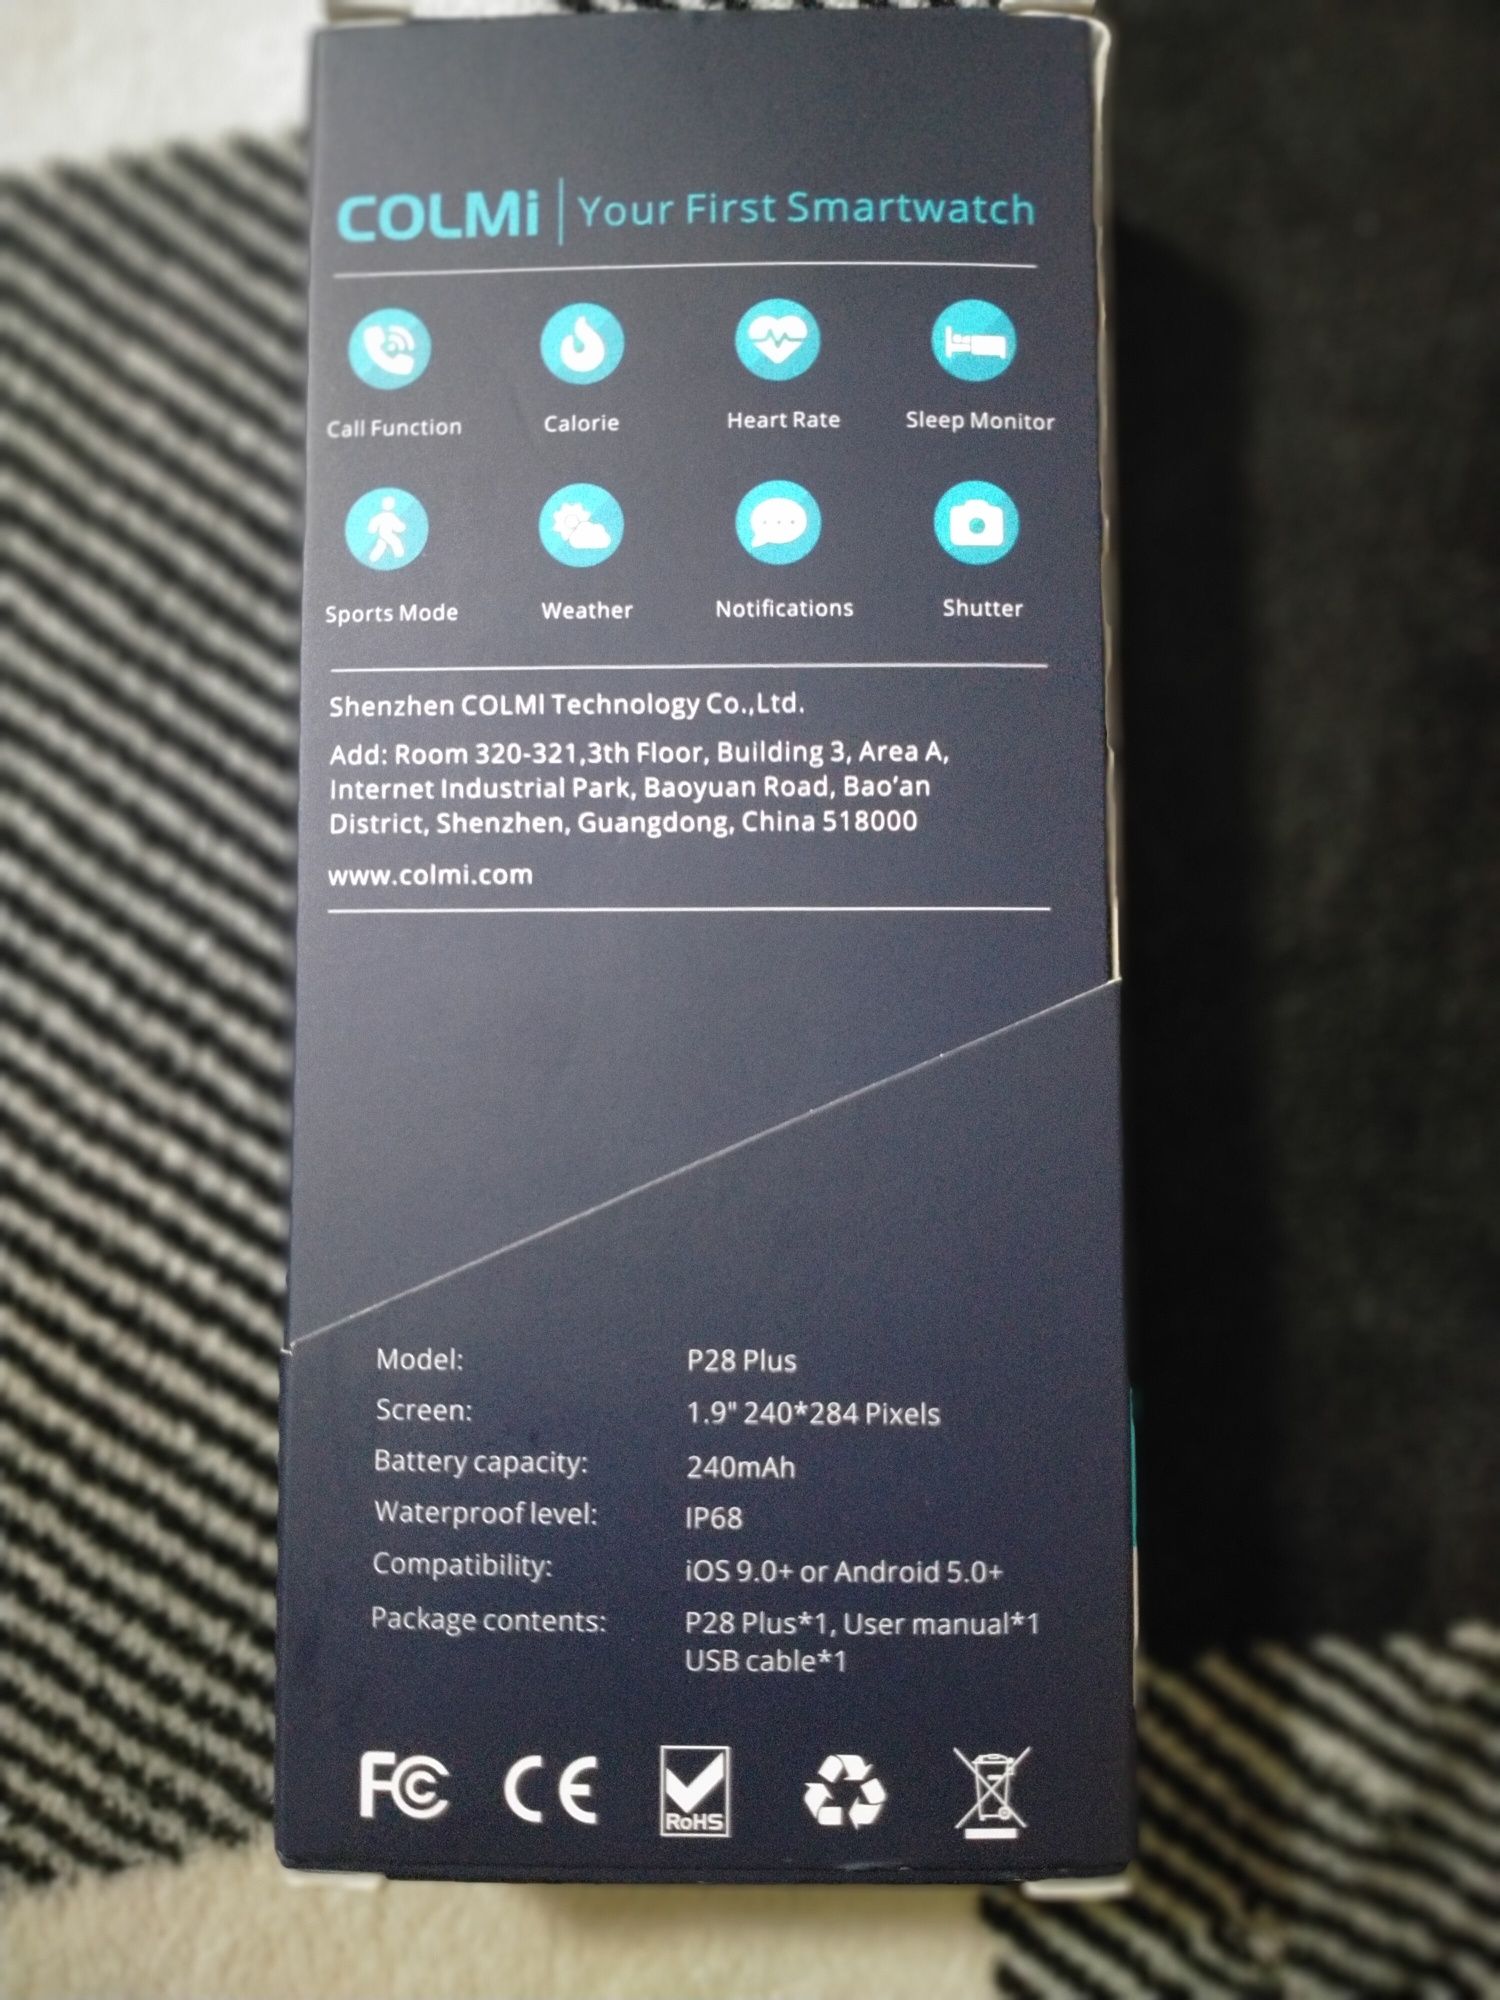 COLMi | Your First Smartwatch
Call Function Calorie Heart Rate Sleep Monitor
Sports Mode Weather Notifications Shutter
Shenzhen COLMI Technology Co.,Ltd.
Add: Room 320-321,3th Floor, Building 3, Area A,
Internet Industrial Park, Baoyuan Road, Bao’an
District, Shenzhen, Guangdong, China 518000
www.colmi.com
Model: P28 Plus
Screen: 1.9" 240*284 Pixels
Battery capacity: 240mAh
Waterproof level: IP68
Compatibility: iOS 9.0+ or Android 5.0+
Package contents: P28 Plus*1, User manual*1
USB cable*1
FC CE RoHS